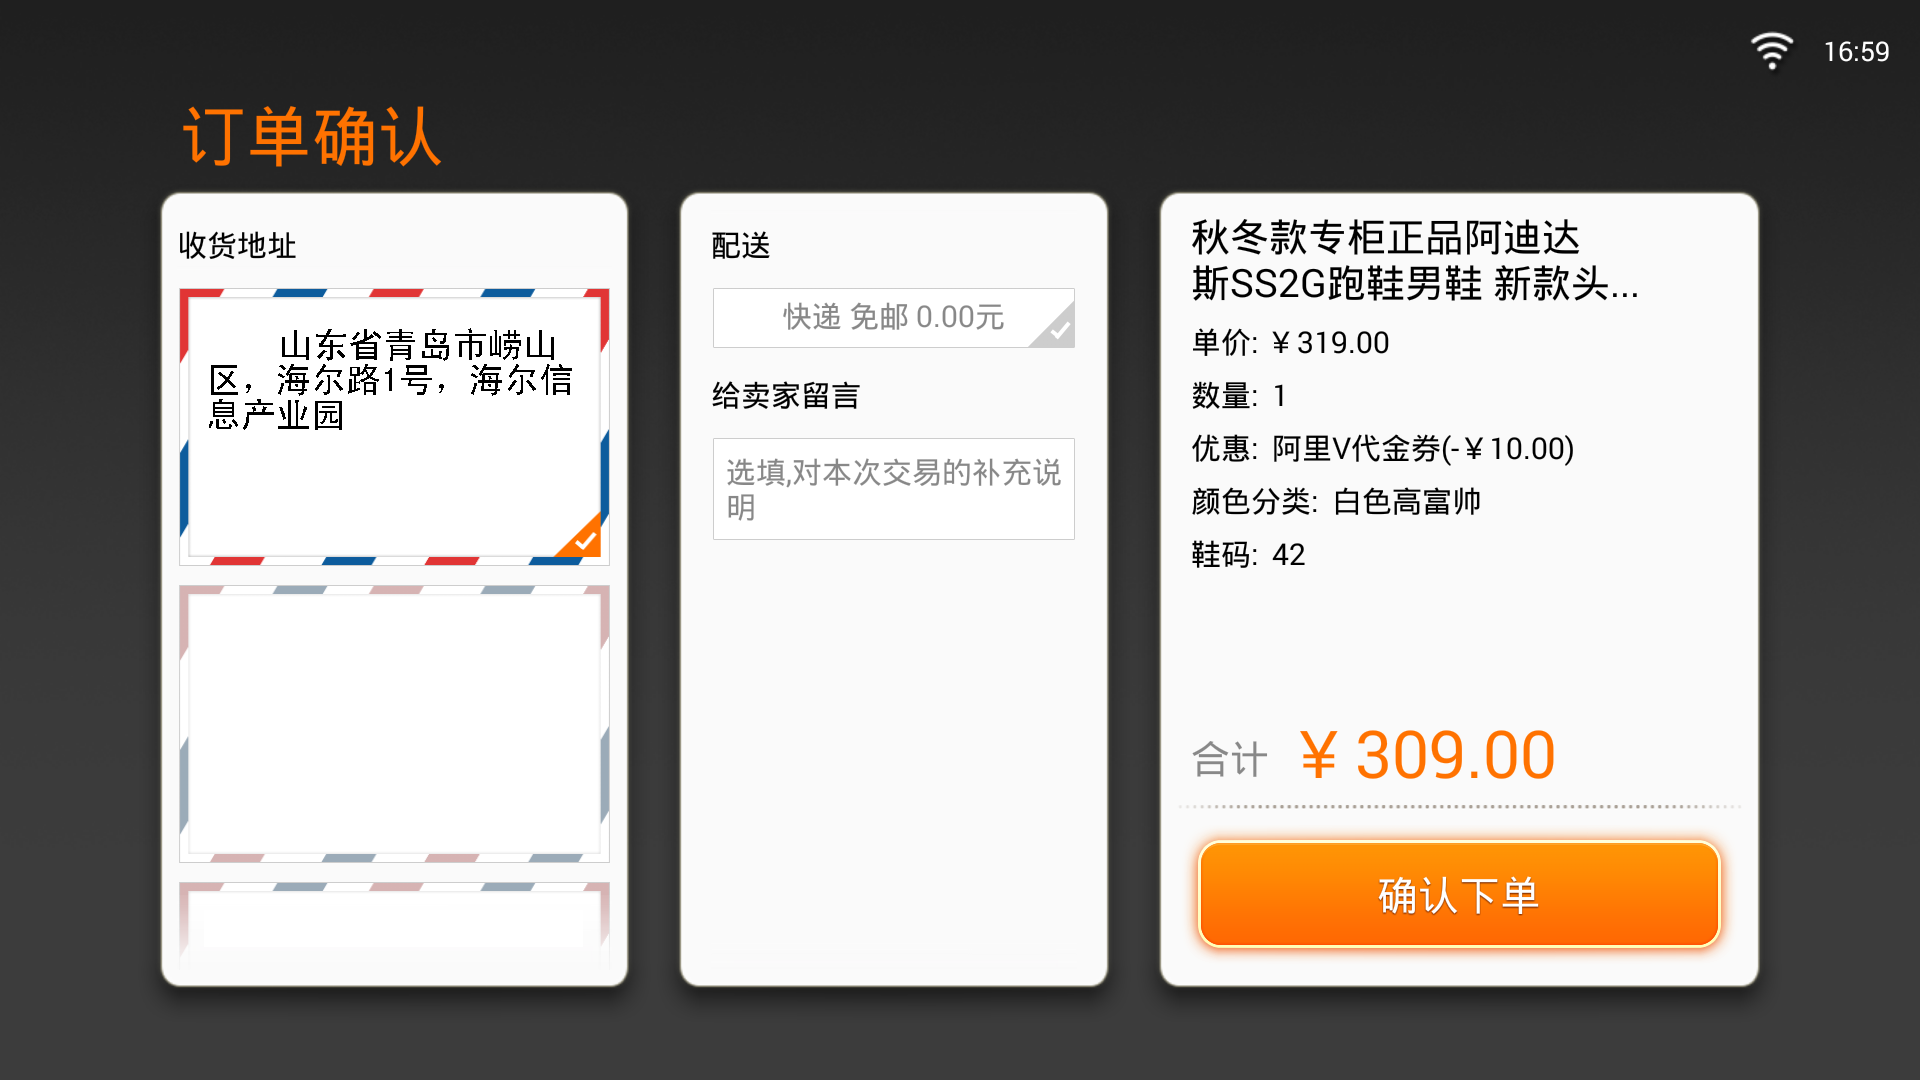 16:59
订单确认
收货地址
山东省青岛市崂山
区，海尔路1号，海尔信
息产业园
配送
快递 免邮 0.00元
给卖家留言
选填,对本次交易的补充说
明
秋冬款专柜正品阿迪达
斯SS2G跑鞋男鞋 新款头...
单价: ¥319.00
数量: 1
优惠: 阿里V代金券(-¥10.00)
颜色分类: 白色高富帅
鞋码: 42
合计 ¥309.00
确认下单